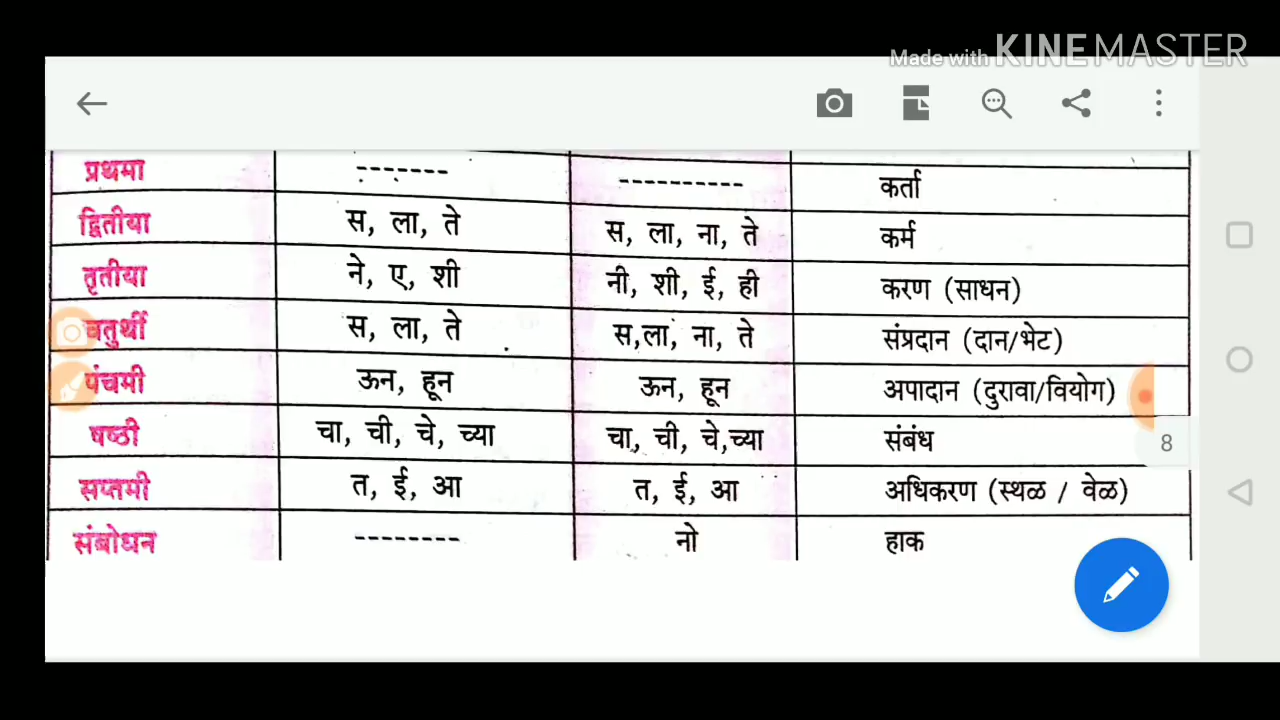 Made with KINEMASTER
प्रथमा ------- ---------- कर्ता
द्वितीया स, ला, ते स, ला, ना, ते कर्म
तृतीया ने, ए, शी नी, शी, ई, ही करण (साधन)
चतुर्थी स, ला, ते स,ला, ना, ते संप्रदान (दान/भेट)
पंचमी ऊन, हून ऊन, हून अपादान (दुरावा/वियोग)
षष्ठी चा, ची, चे, च्या चा, ची, चे,च्या संबंध
8
सप्तमी त, ई, आ त, ई, आ अधिकरण (स्थळ / वेळ)
संबोधन -------- नो हाक